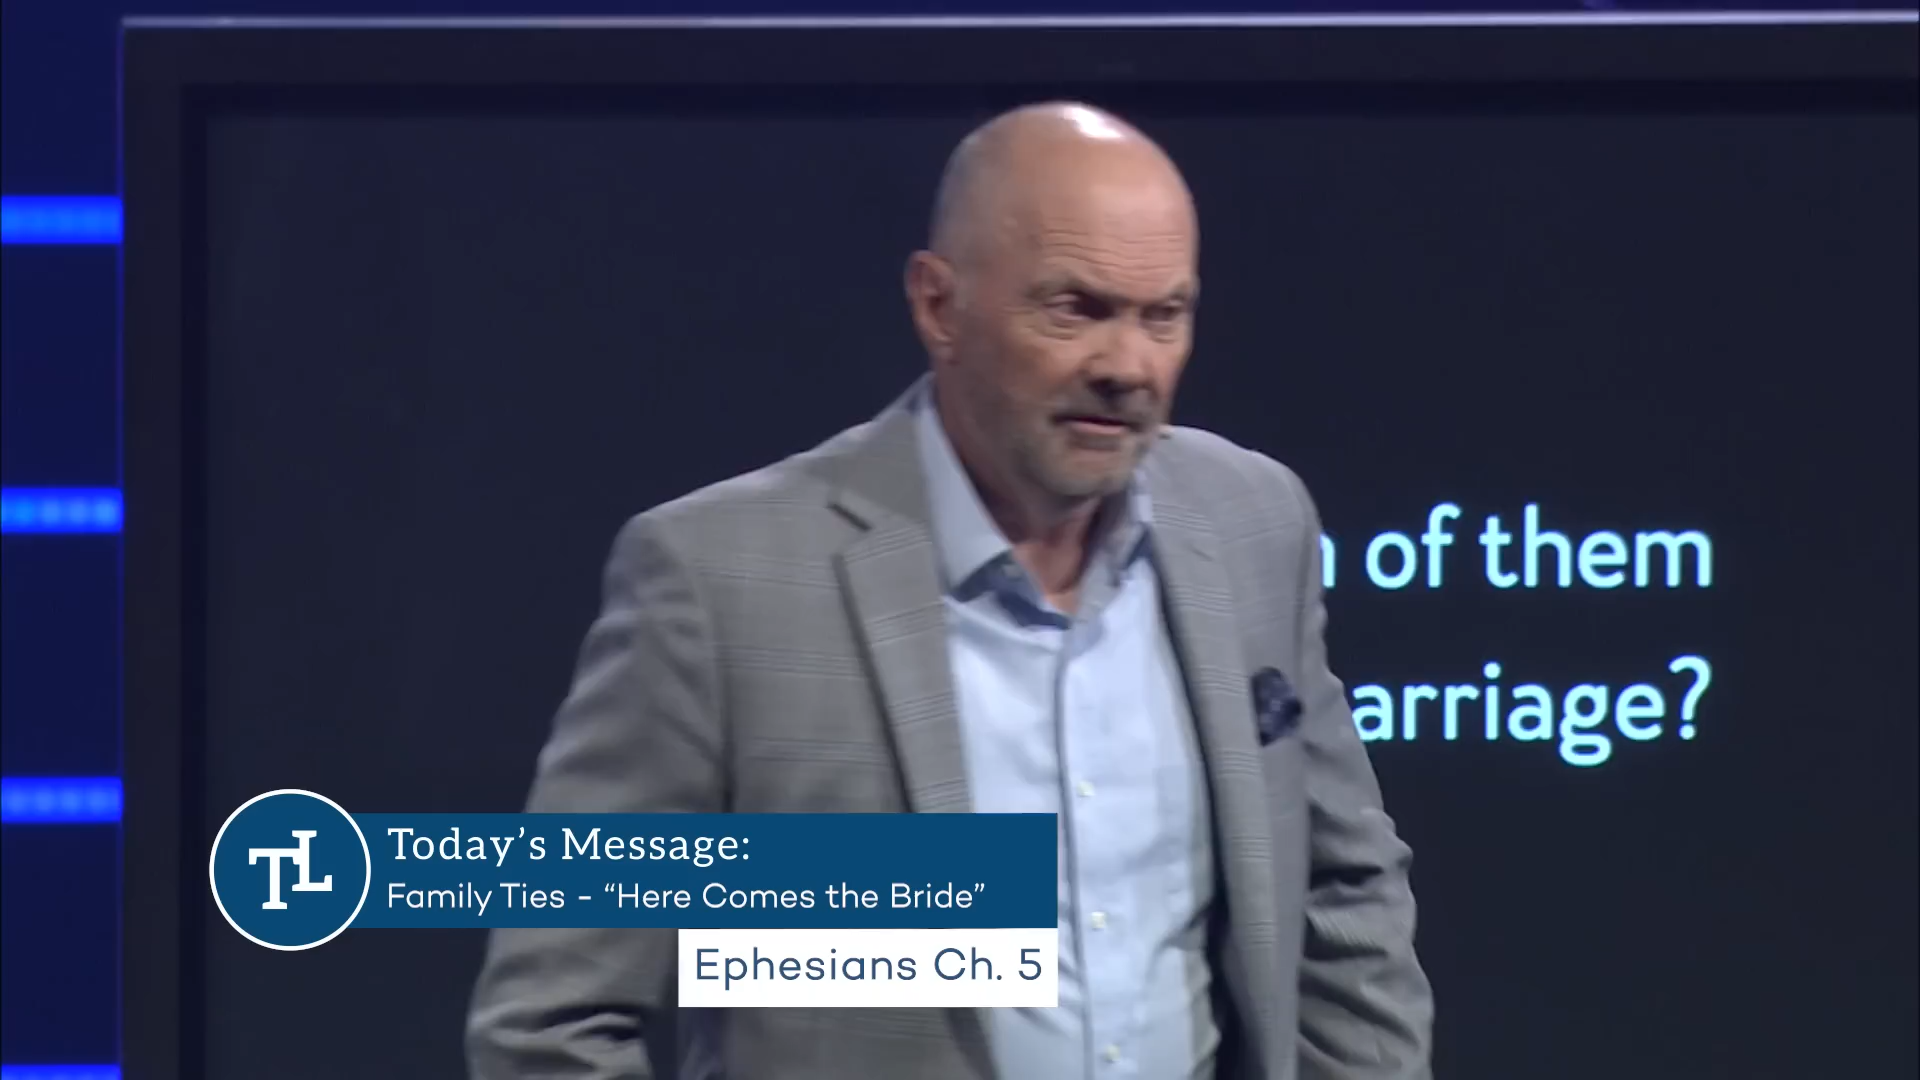 of them
arriage?
TL
Today's Message:
Family Ties - “Here Comes the Bride”
Ephesians Ch. 5